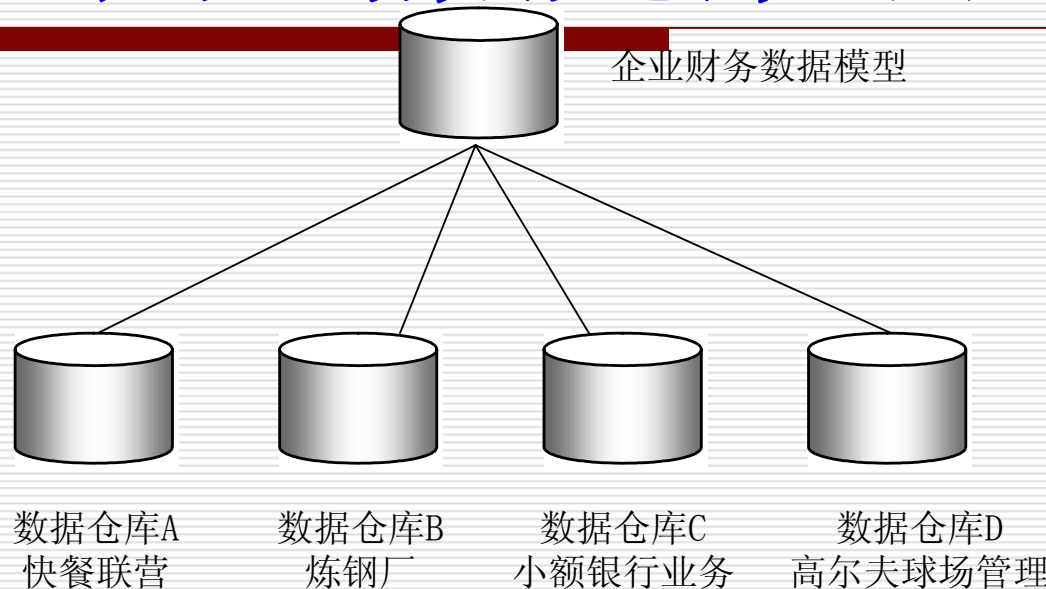 企业财务数据模型
数据仓库A
快餐联营
数据仓库B
炼钢厂
数据仓库C
小额银行业务
数据仓库D
高尔夫球场管理